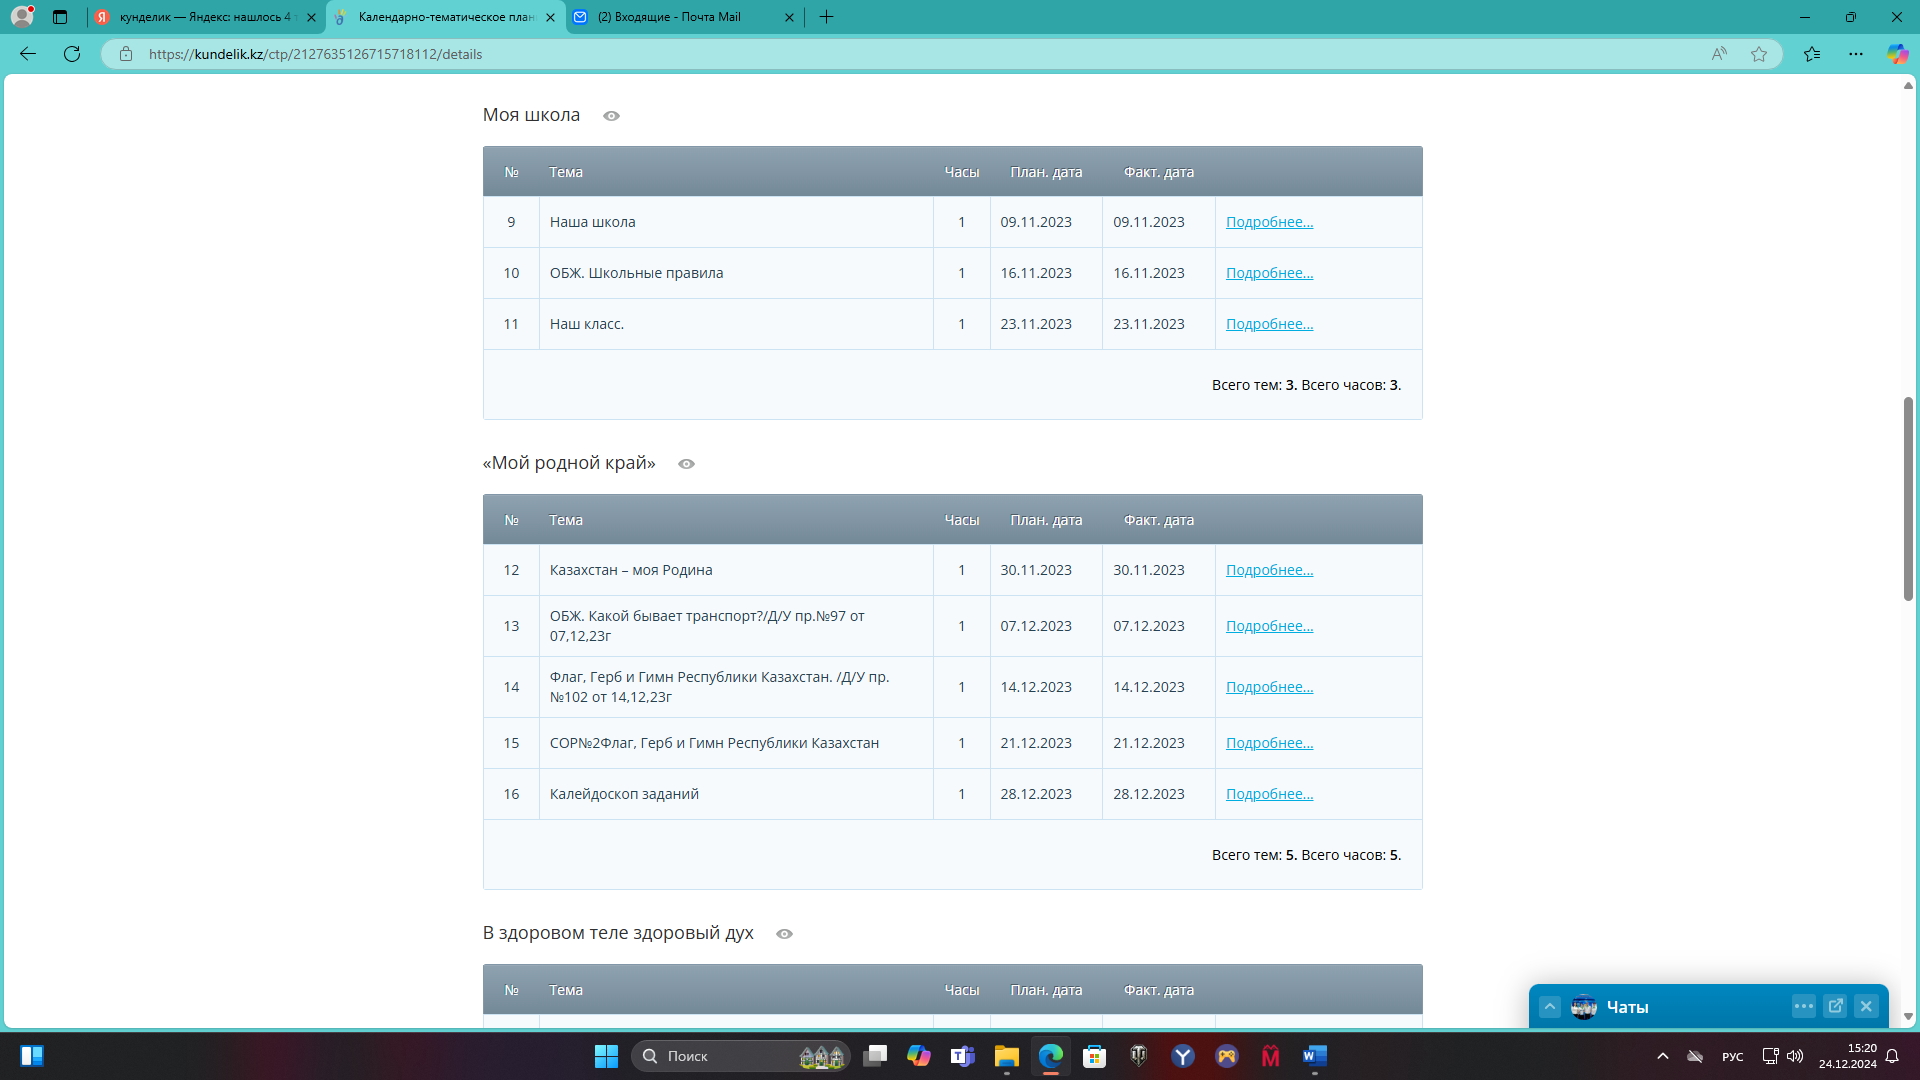 кунделик — Яндекс: нашлось 4 т
Календарно-тематическое план
(2) Входящие - Почта Mail
https://kundelik.kz/ctp/2127635126715718112/details
Моя школа
№ Тема Часы План. дата Факт. дата
9 Наша школа 1 09.11.2023 09.11.2023 Подробнее...
10 ОБЖ. Школьные правила 1 16.11.2023 16.11.2023 Подробнее...
11 Наш класс. 1 23.11.2023 23.11.2023 Подробнее...
Всего тем: 3. Всего часов: 3.
«Мой родной край»
№ Тема Часы План. дата Факт. дата
12 Казахстан – моя Родина 1 30.11.2023 30.11.2023 Подробнее...
13 ОБЖ. Какой бывает транспорт?/Д/У пр.№97 от
07,12,23г 1 07.12.2023 07.12.2023 Подробнее...
14 Флаг, Герб и Гимн Республики Казахстан. /Д/У пр.
№102 от 14,12,23г 1 14.12.2023 14.12.2023 Подробнее...
15 СОР№2Флаг, Герб и Гимн Республики Казахстан 1 21.12.2023 21.12.2023 Подробнее...
16 Калейдоскоп заданий 1 28.12.2023 28.12.2023 Подробнее...
Всего тем: 5. Всего часов: 5.
В здоровом теле здоровый дух
№ Тема Часы План. дата Факт. дата
Чаты
Поиск
РУС
15:20
24.12.2024